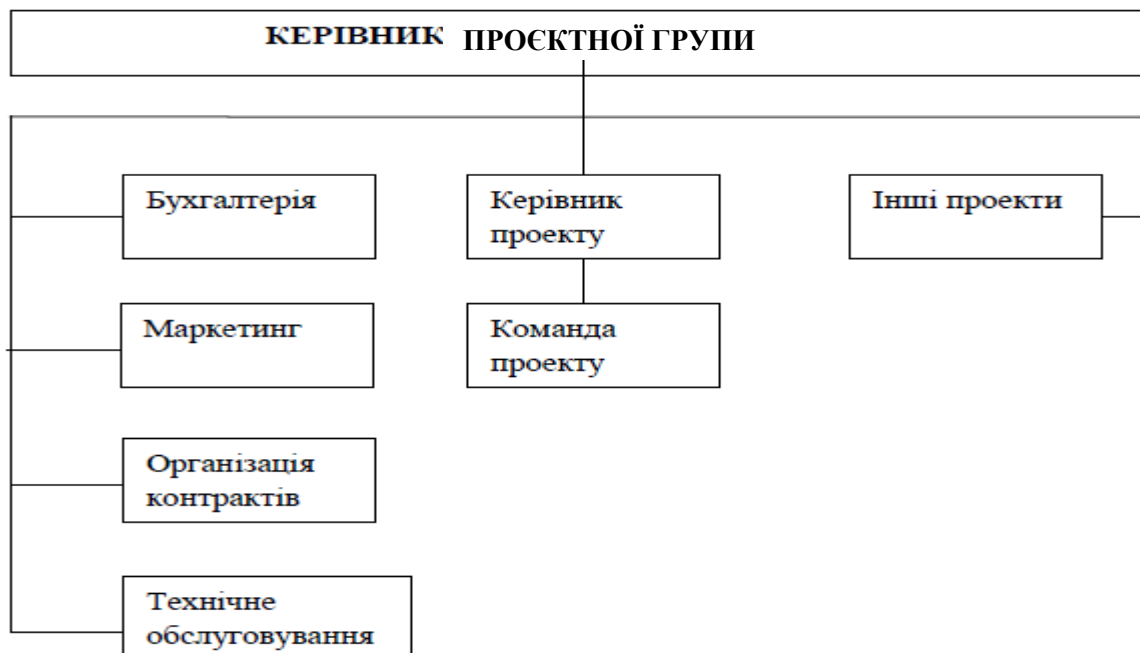 КЕРІВНИК ПРОЄКТНОЇ ГРУПИ
Бухгалтерія
Керівник
проекту
Інші проекти
Маркетинг
Команда
проекту
Організація
контрактів
Технічне
обслуговування